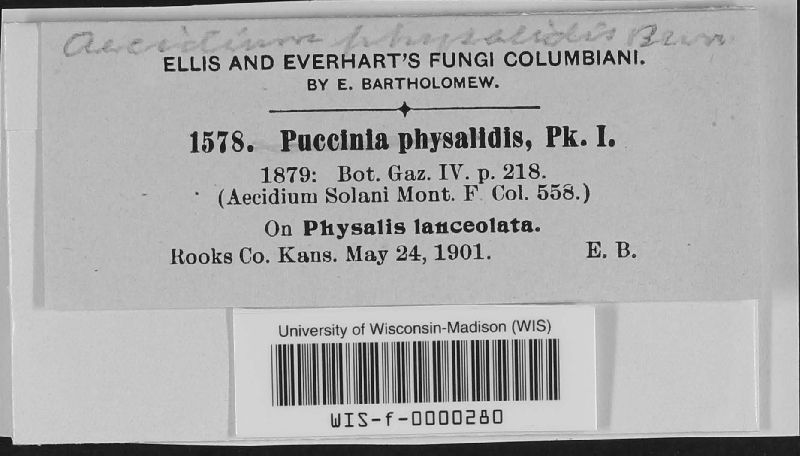 Aecidium physalidis Burr.
ELLIS AND EVERHART'S FUNGI COLUMBIANI.
BY E. BARTHOLOMEW.
1578. Puccinia physalidis, Pk. I.
1879: Bot. Gaz. IV. p. 218.
(Aecidium Solani Mont. F. Col. 558.)
On Physalis lanceolata.
Rooks Co. Kans. May 24, 1901. E. B.
University of Wisconsin-Madison (WIS)
WIS-f-0000280